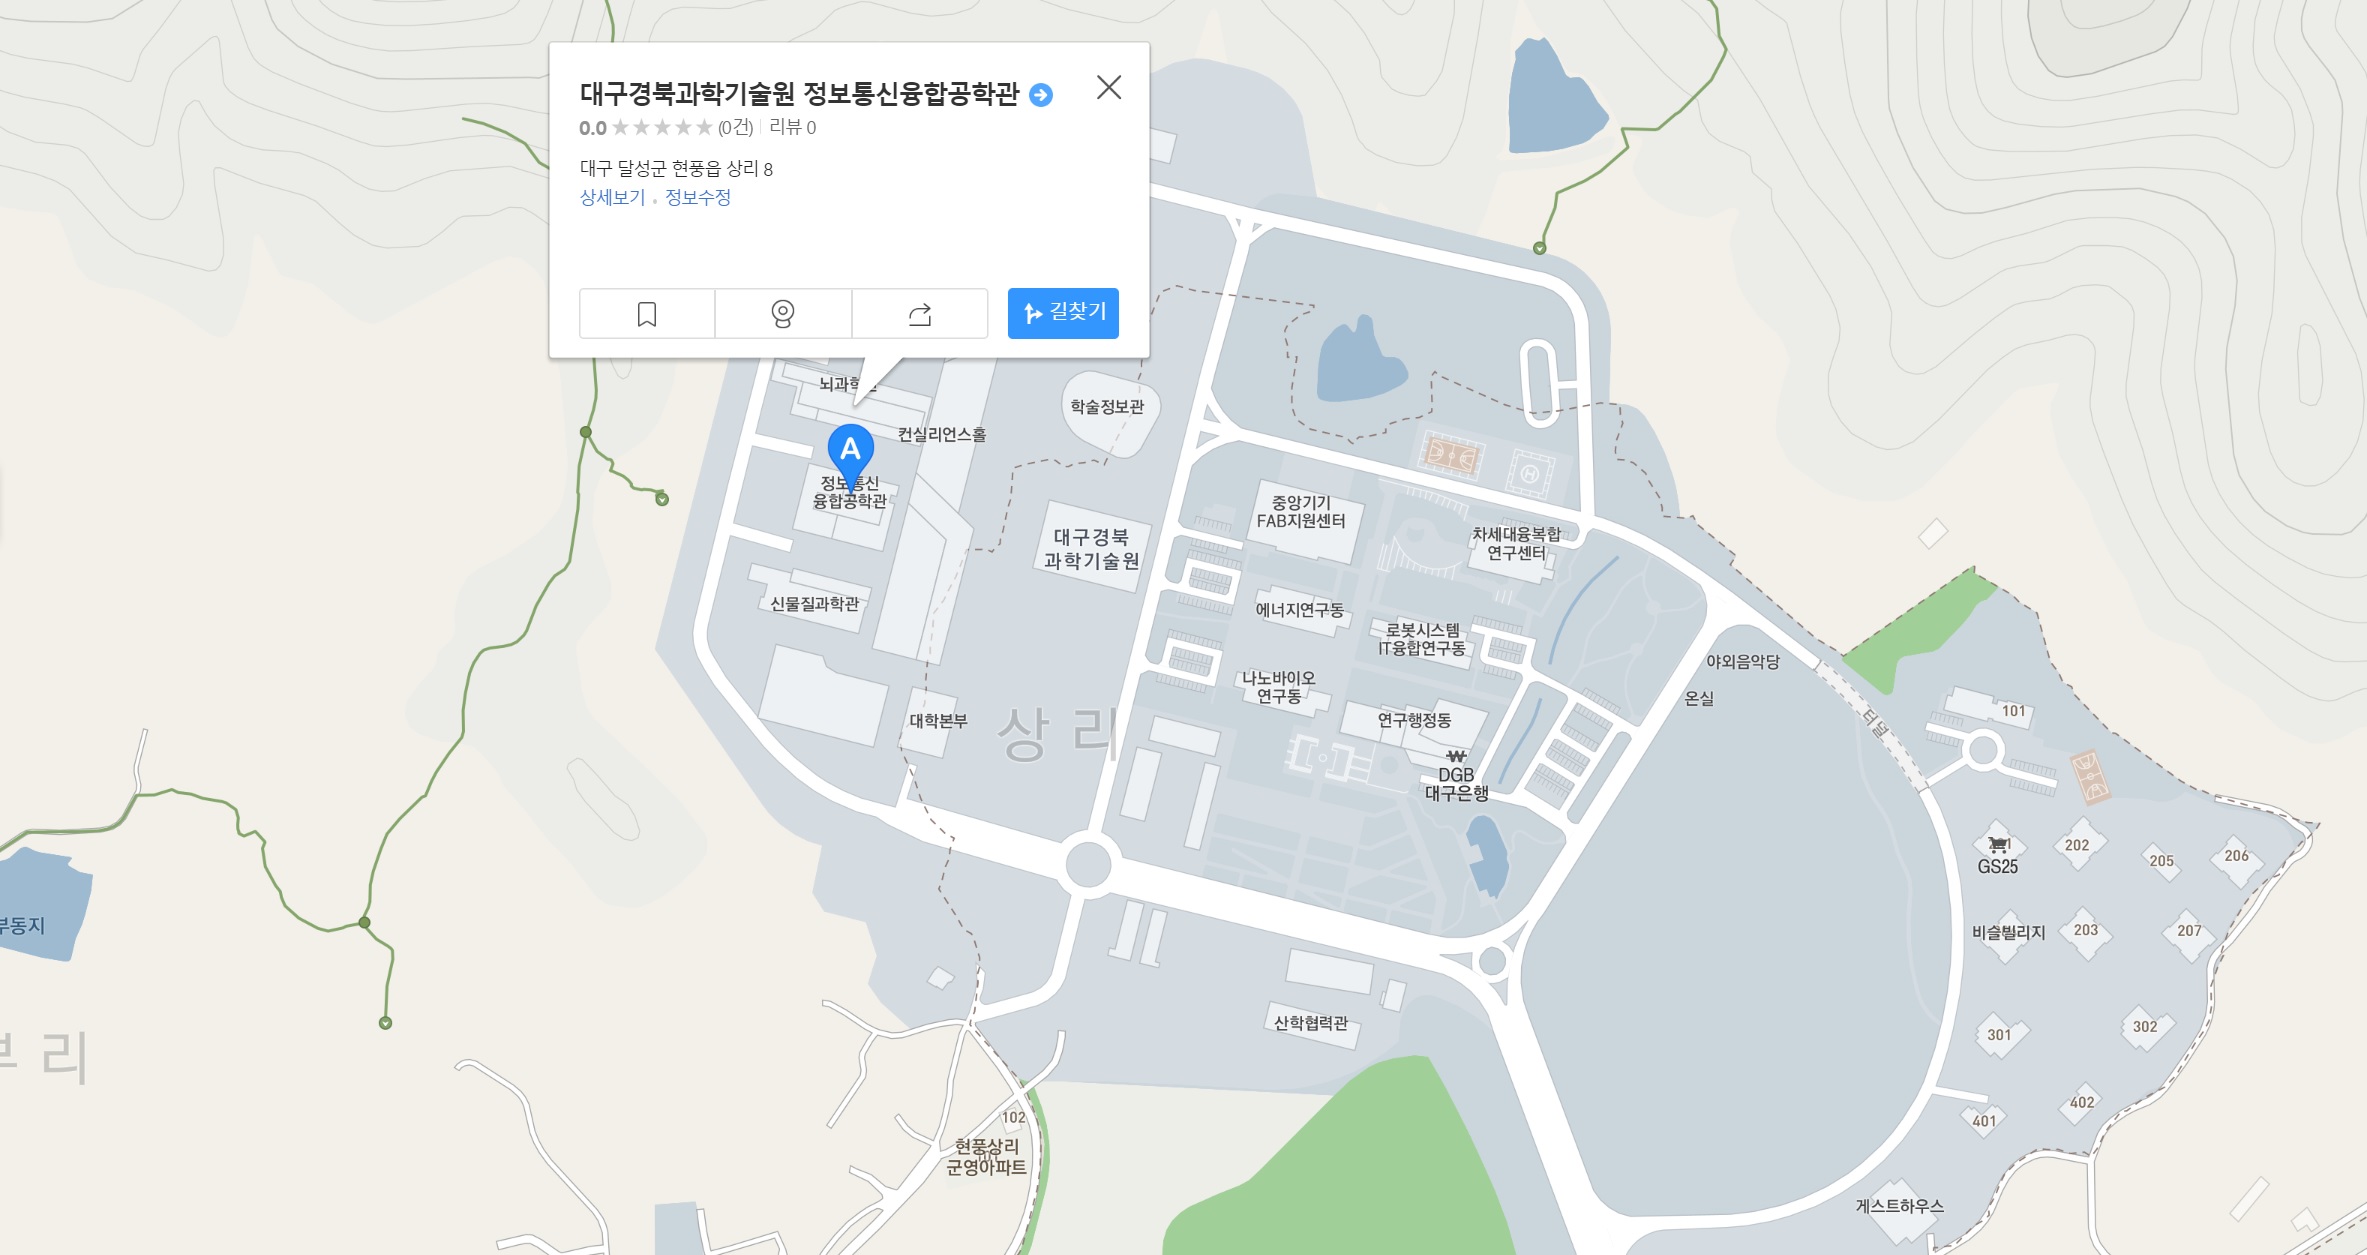 대구경북과학기술원 정보통신융합공학관
0.0 ★★★★★ (0건) 리뷰 0
대구 달성군 현풍읍 상리 8
상세보기 • 정보수정
길찾기
컨실리언스홀
학술정보관
A
정보통신
융합공학관
대구경북
과학기술원
신물질과학관
대학본부
상리
중앙기기
FAB지원센터
차세대융복합
연구센터
H
에너지연구동
로봇시스템
IT융합연구동
나노바이오
연구동
연구행정동
DGB
대구은행
야외음악당
온실
터널
101
GS25
202
205
206
비슬빌리지
203
207
301
302
401
402
게스트하우스
산학협력관
102
현풍상리
군영아파트
부동지
리